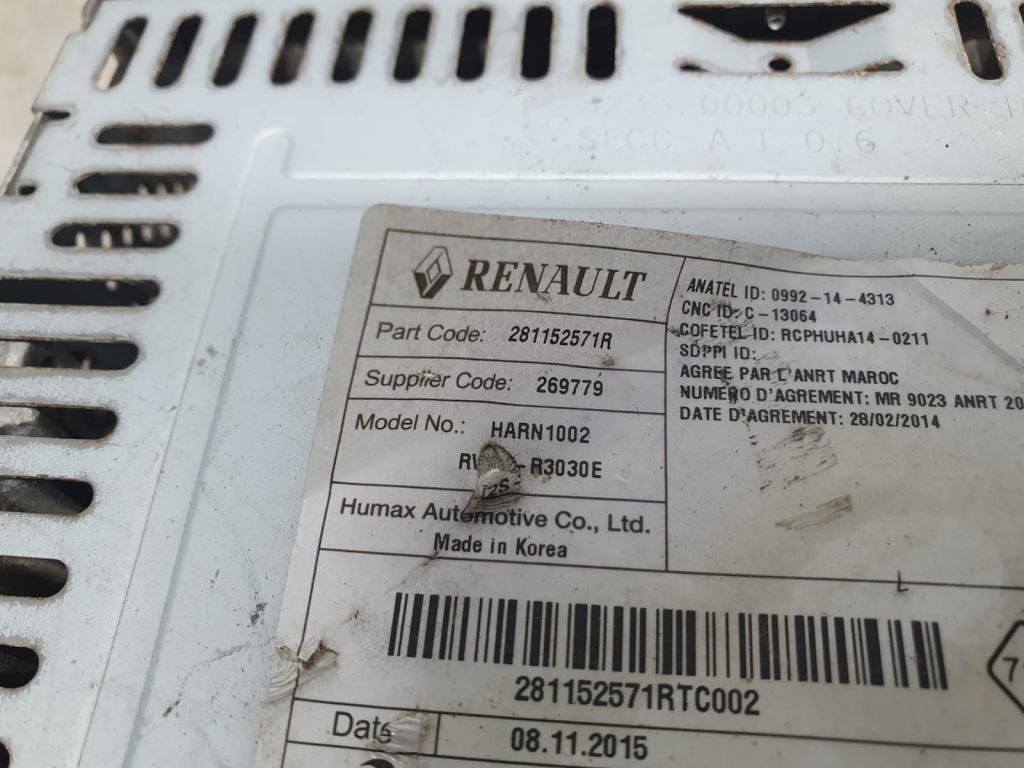 00003 COVER
SECC A T 0.6
RENAULT
Part Code: 281152571R
Supplier Code: 269779
Model No.: HARN1002
R3030E
Humax Automotive Co., Ltd.
Made in Korea
ANATEL ID: 0992-14-4313
CNC ID: C-13064
COFETEL ID: RCPHUHA14-0211
SDPPI ID:
AGREE PAR L'ANRT MAROC
NUMERO D'AGREMENT: MR 9023 ANRT 20
DATE D'AGREMENT: 28/02/2014
281152571RTC002
7
Date 08.11.2015